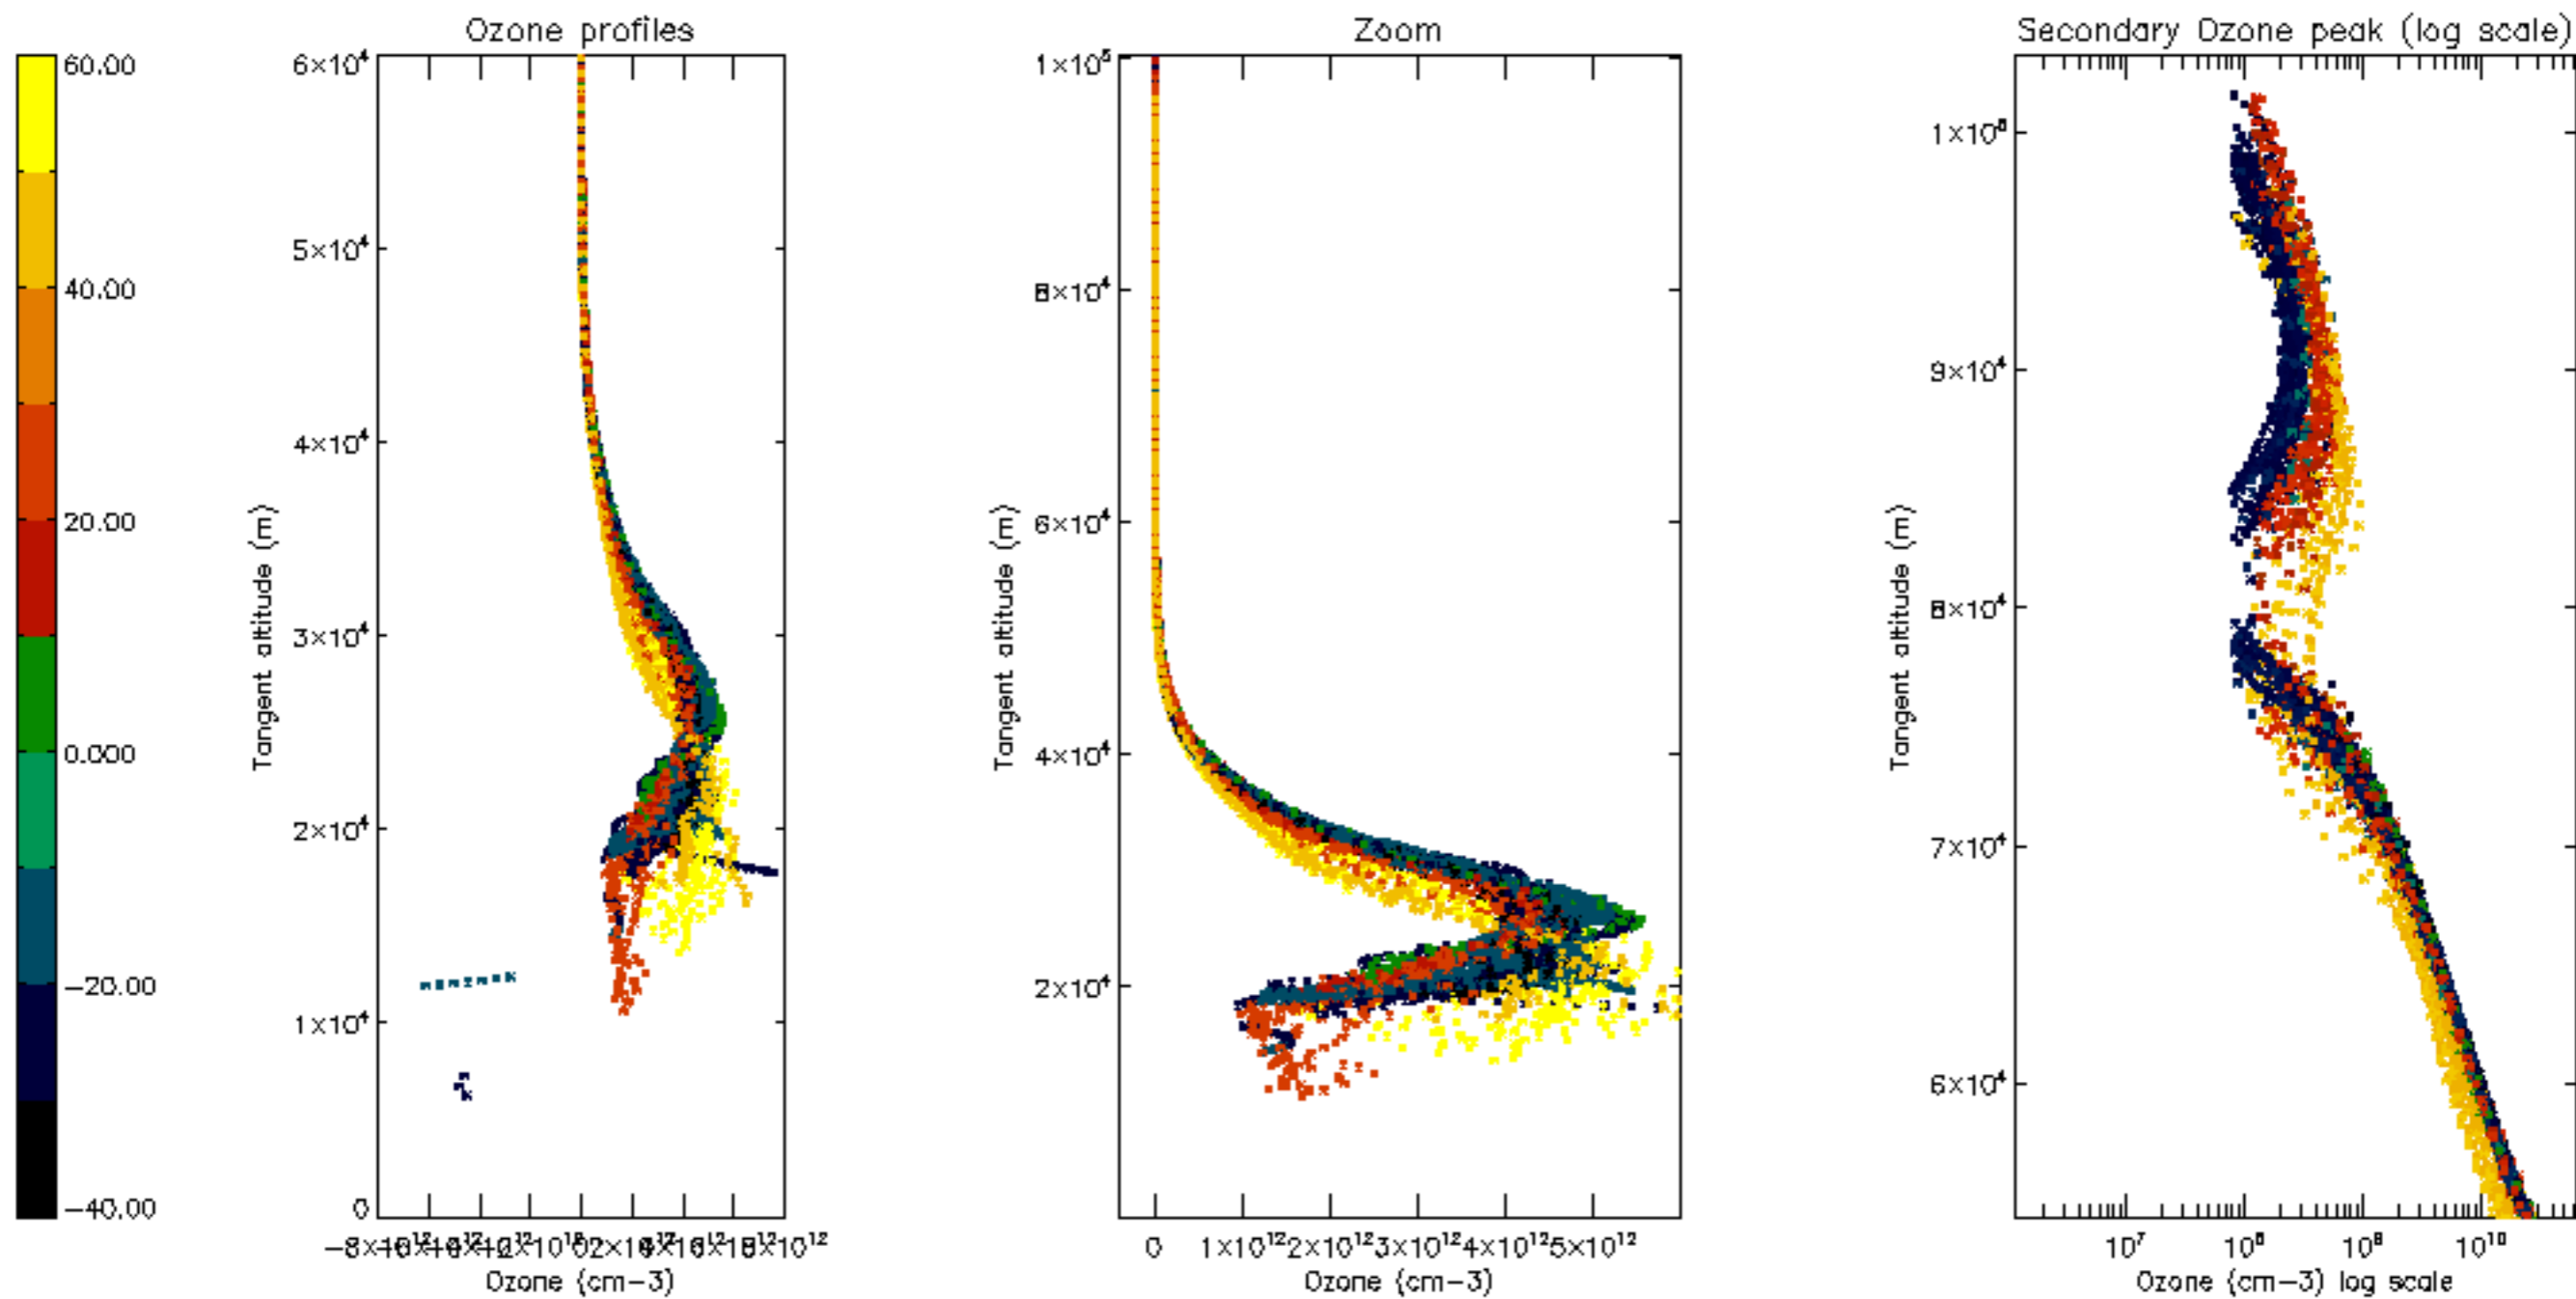 Ozone profiles
Zoom
Secondary Ozone peak (log scale)
60.00
40.00
20.00
0.000
−20.00
−40.00
6×10⁴
5×10⁴
4×10⁴
3×10⁴
2×10⁴
1×10⁴
0
Tangent altitude (m)
Ozone (cm−3)
1×10⁵
8×10⁴
6×10⁴
4×10⁴
2×10⁴
Tangent altitude (m)
0 1×10¹² 2×10¹² 3×10¹² 4×10¹² 5×10¹²
Ozone (cm−3)
9×10⁴
8×10⁴
7×10⁴
6×10⁴
Tangent altitude (m)
10⁷ 10⁸ 10⁹ 10¹⁰
Ozone (cm−3) log scale